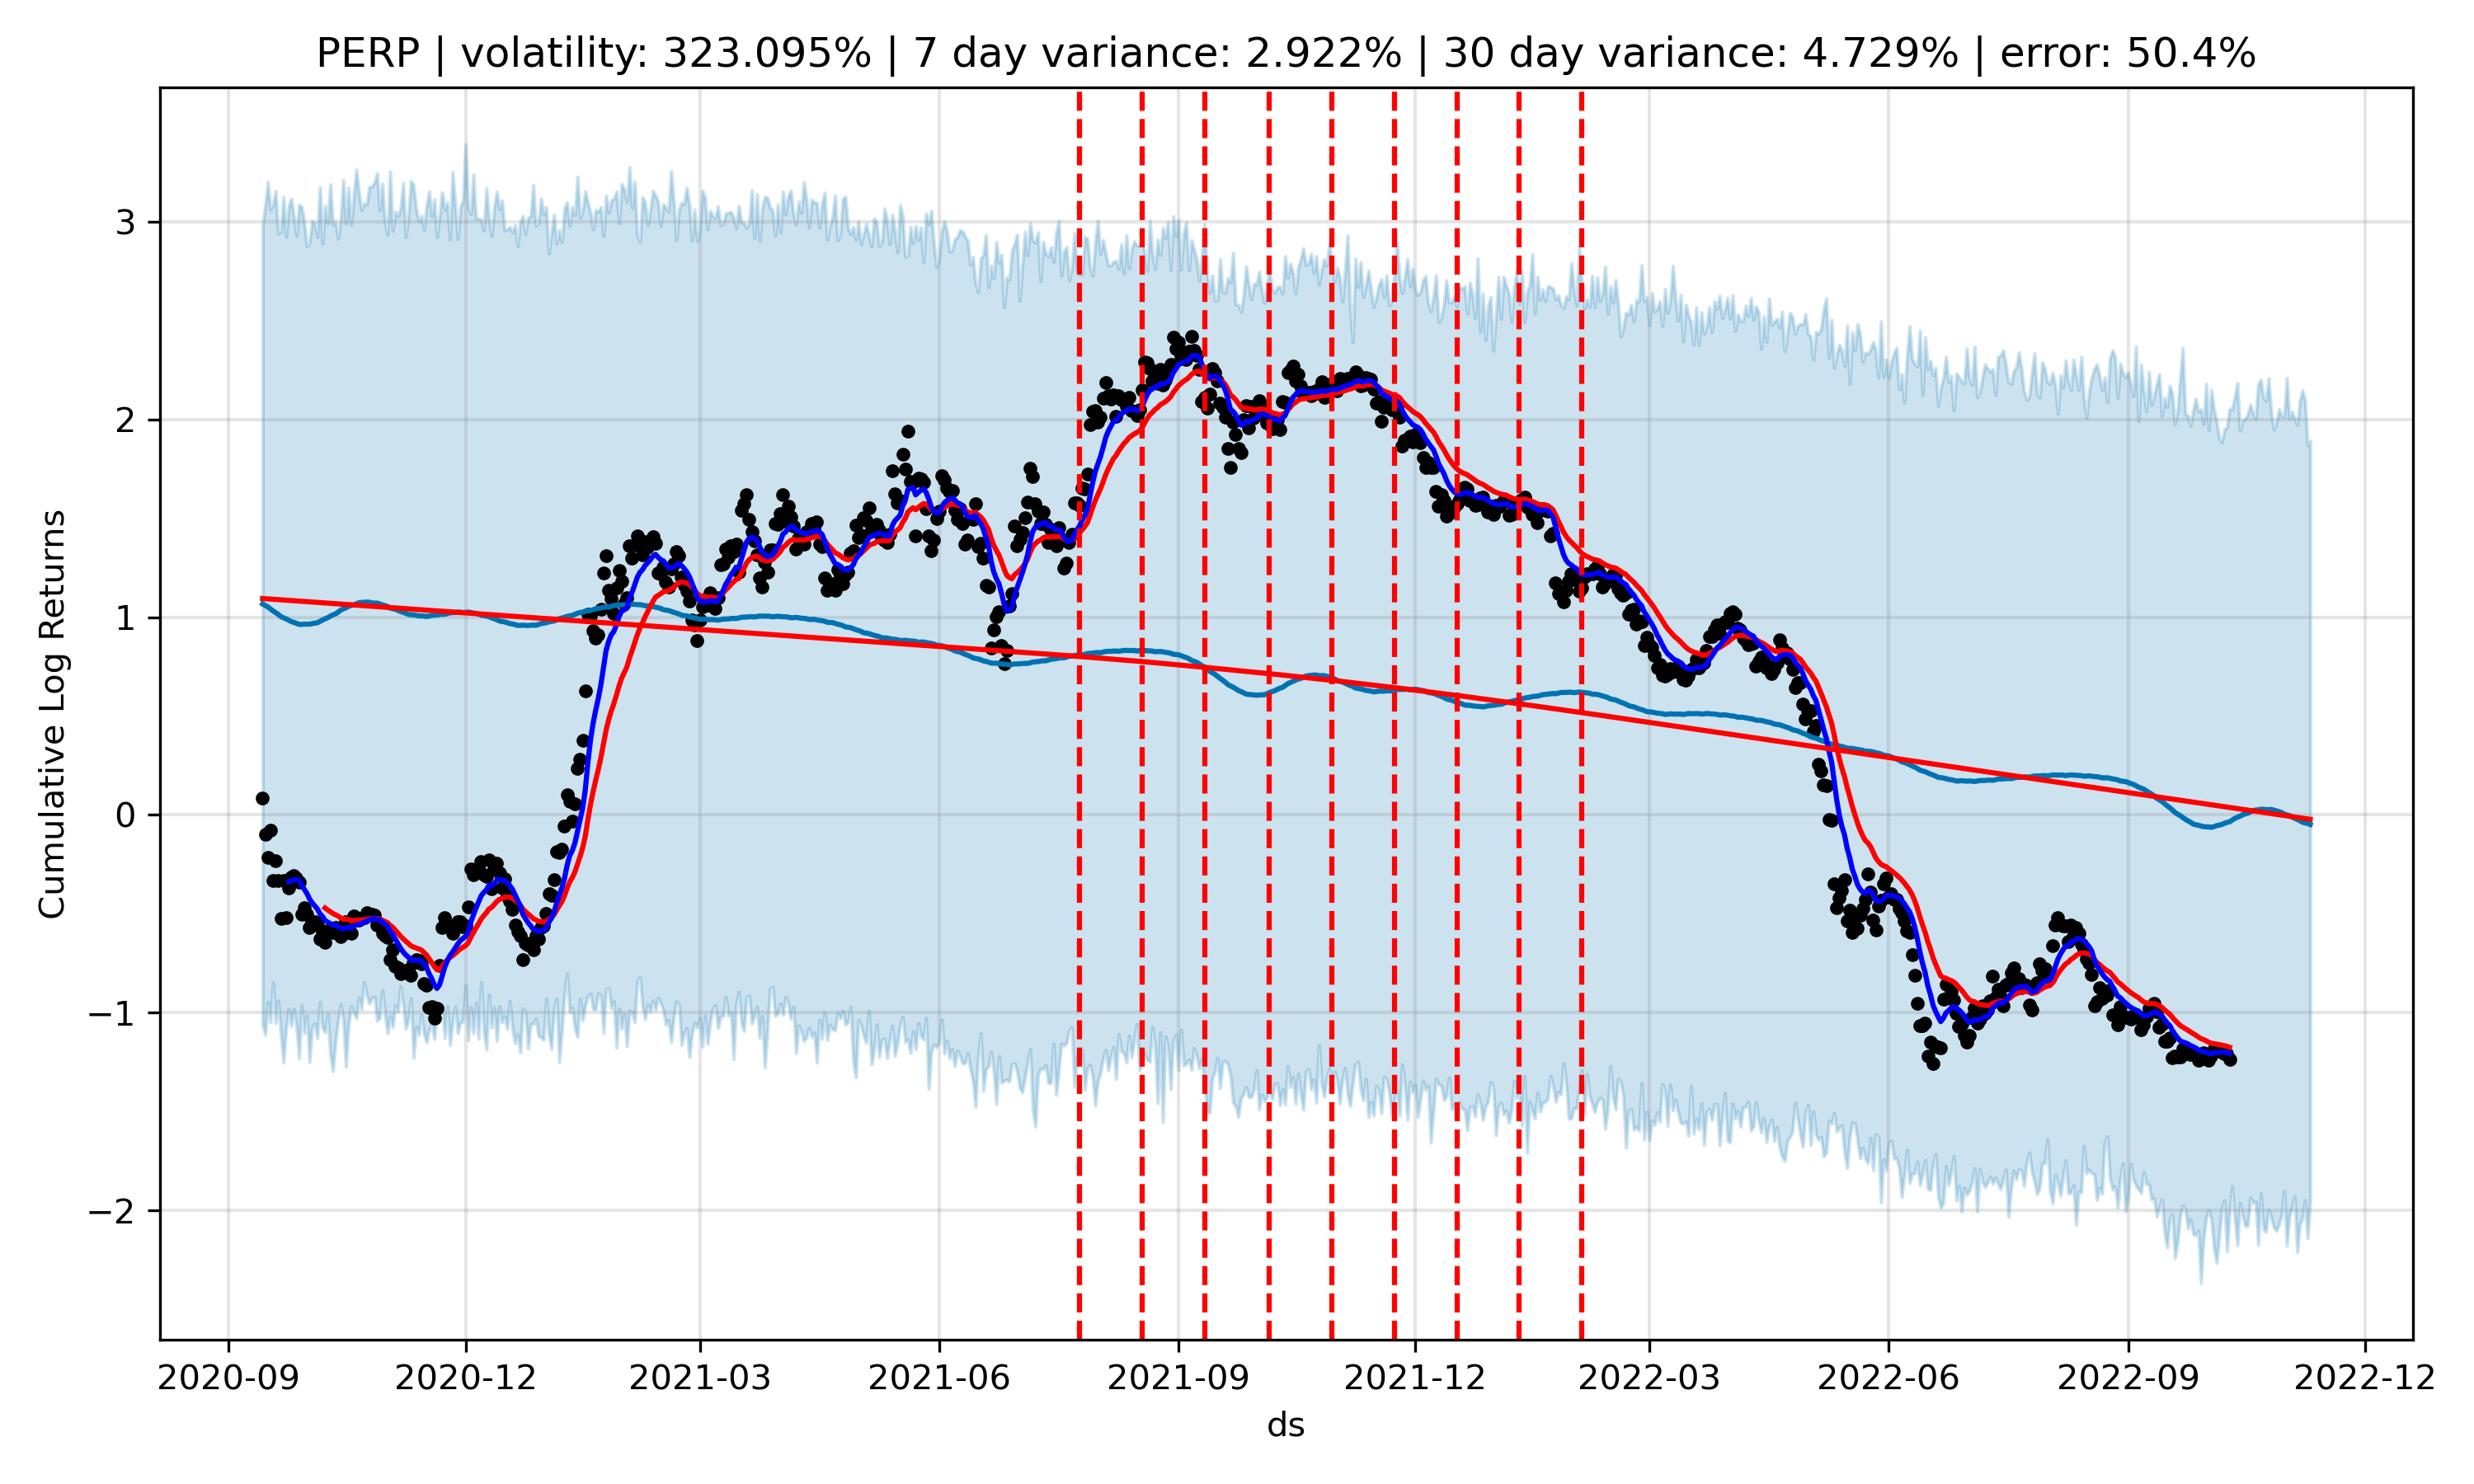 PERP | volatility: 323.095% | 7 day variance: 2.922% | 30 day variance: 4.729% | error: 50.4%
Cumulative Log Returns
3
2
1
0
−1
−2
2020-09 2020-12 2021-03 2021-06 2021-09 2021-12 2022-03 2022-06 2022-09 2022-12
ds